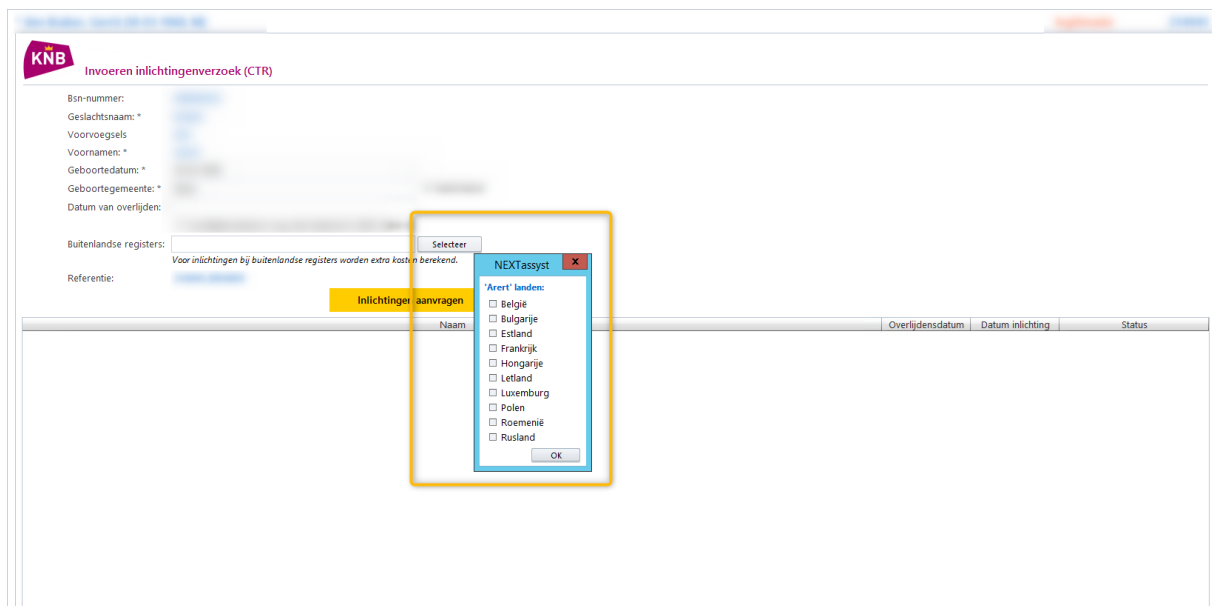 KNB
Invoeren inlichtingenverzoek (CTR)
Bsn-nummer:
Geslachtsnaam: *
Voorvoegsels
Voornamen: *
Geboortedatum: *
Geboortegemeente: *
Datum van overlijden:
Buitenlandse registers: Selecteer
Voor inlichtingen bij buitenlandse registers worden extra kosten berekend.
Referentie:
Inlichtingen aanvragen
Naam Overlijdensdatum Datum inlichting Status
NEXTassyst x
'Arert' landen:
België
Bulgarije
Estland
Frankrijk
Hongarije
Letland
Luxemburg
Polen
Roemenië
Rusland
OK